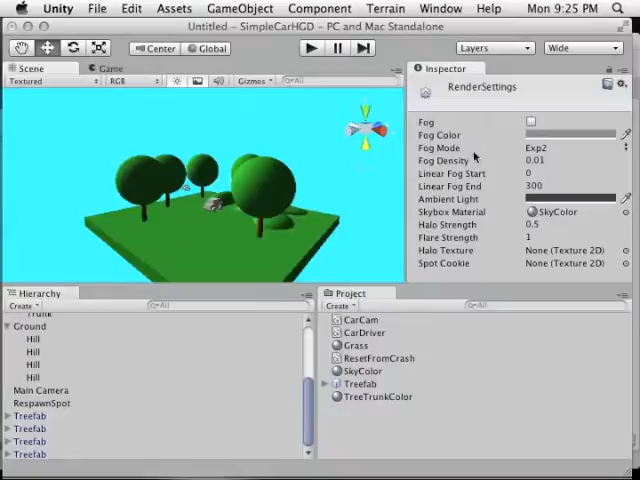 Unity File Edit Assets GameObject Component Terrain Window Help Mon 9:25 PM
Untitled - SimpleCarHGD - PC and Mac Standalone
Center Global Layers Wide
Scene Game
Textured RGB Gizmos All
Inspector
RenderSettings
Fog
Fog Color
Fog Mode Exp2
Fog Density 0.01
Linear Fog Start 0
Linear Fog End 300
Ambient Light
Skybox Material SkyColor
Halo Strength 0.5
Flare Strength 1
Halo Texture None (Texture 2D)
Spot Cookie None (Texture 2D)
Hierarchy
Create All
Trunk
Ground
Hill
Hill
Hill
Hill
Main Camera
RespawnSpot
Treefab
Treefab
Treefab
Treefab
Project
Create All
CarCam
CarDriver
Grass
ResetFromCrash
SkyColor
Treefab
TreeTrunkColor